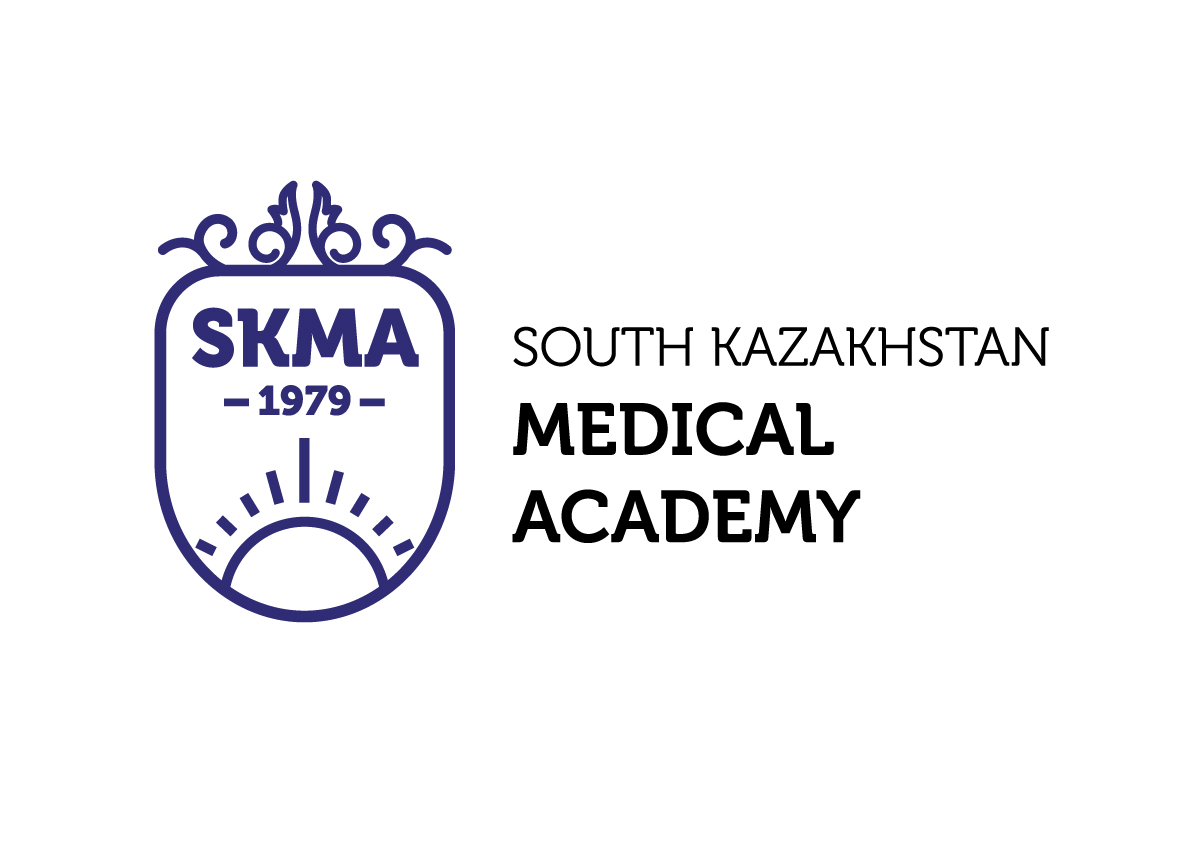 SKMA
– 1979 –
SOUTH KAZAKHSTAN
MEDICAL
ACADEMY